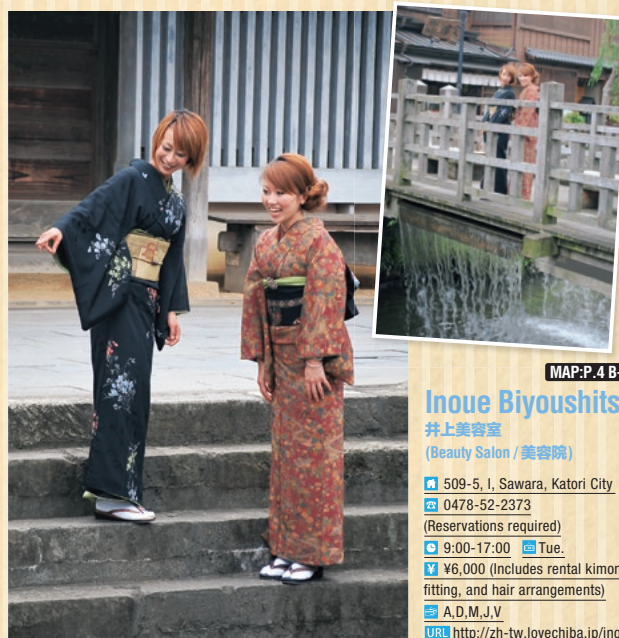 MAP:P.4 B-
Inoue Biyoushits
井上美容室
(Beauty Salon / 美容院)
509-5, I, Sawara, Katori City
0478-52-2373
(Reservations required)
9:00-17:00 Tue.
¥ ¥6,000 (Includes rental kimon
fitting, and hair arrangements)
A,D,M,J,V
URL http://zh-tw.lovechiba.jp/ino